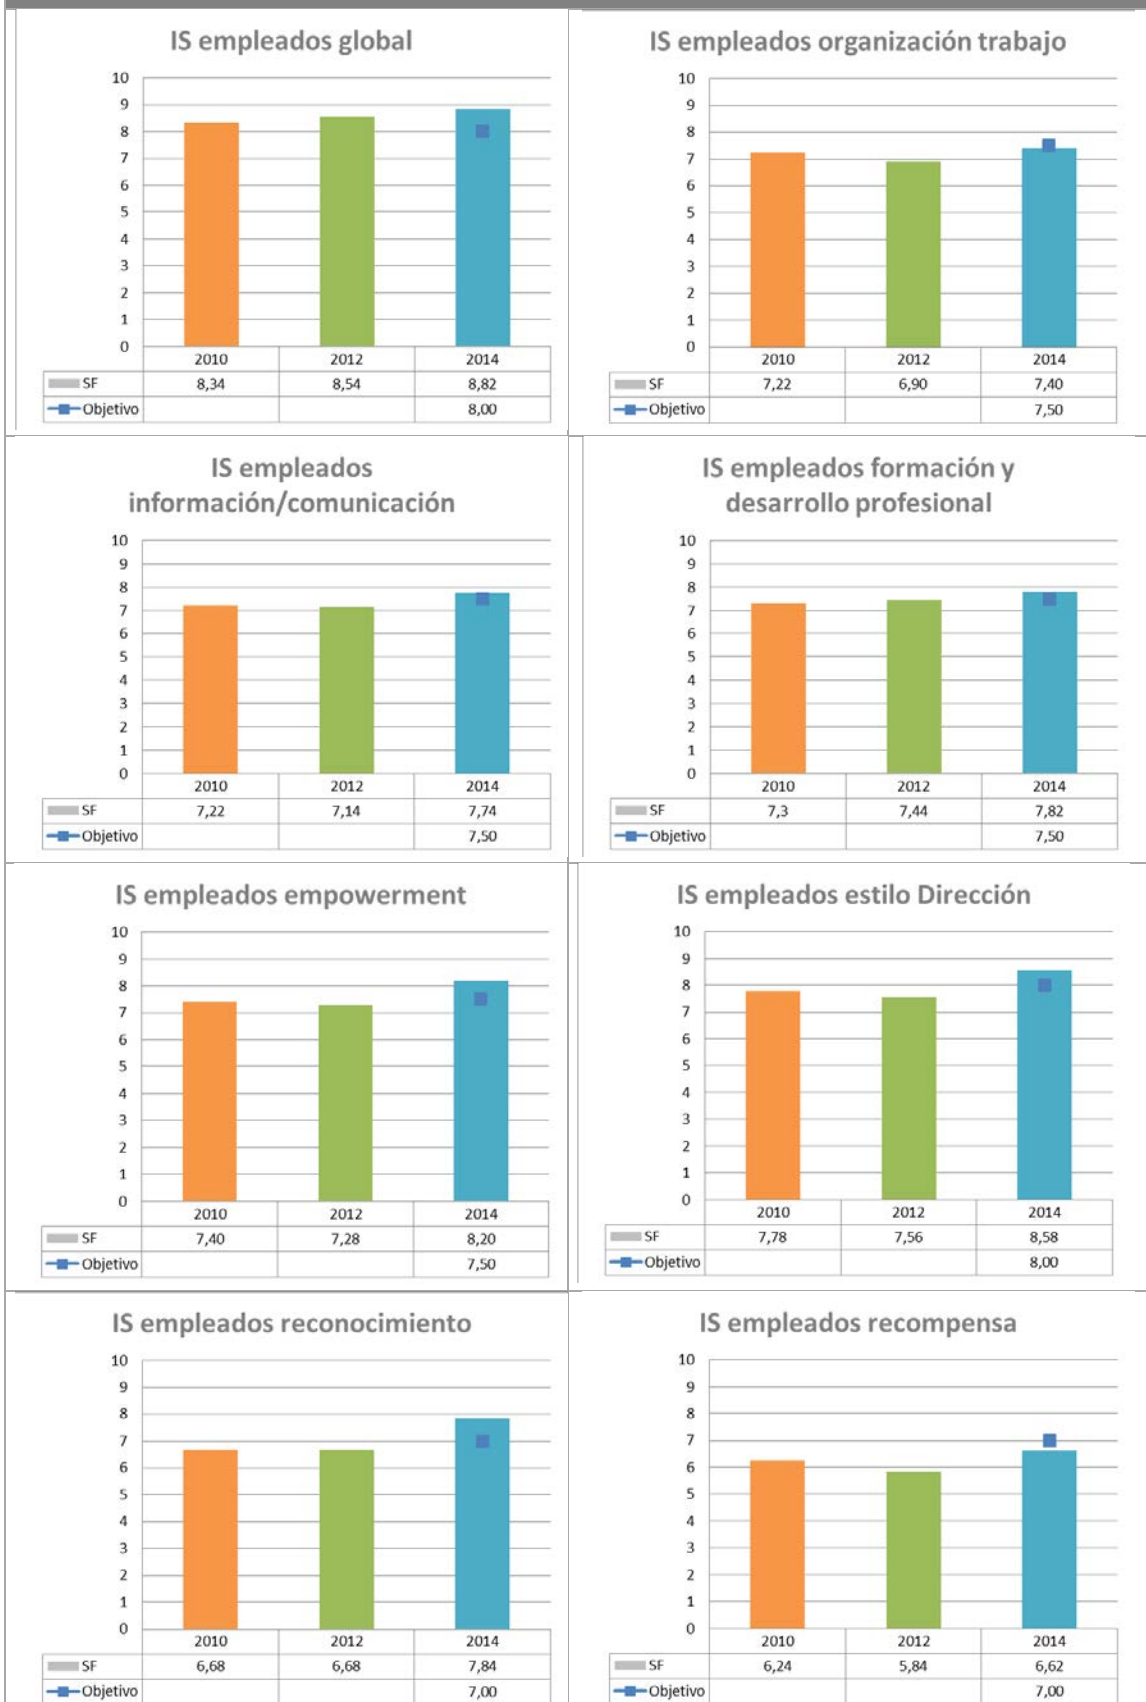 IS empleados global
10
9
8
7
6
5
4
3
2
1
0
2010 2012 2014
SF 8,34 8,54 8,82
Objetivo 8,00
IS empleados organización trabajo
10
9
8
7
6
5
4
3
2
1
0
2010 2012 2014
SF 7,22 6,90 7,40
Objetivo 7,50
IS empleados
información/comunicación
10
9
8
7
6
5
4
3
2
1
0
2010 2012 2014
SF 7,22 7,14 7,74
Objetivo 7,50
IS empleados formación y
desarrollo profesional
10
9
8
7
6
5
4
3
2
1
0
2010 2012 2014
SF 7,3 7,44 7,82
Objetivo 7,50
IS empleados empowerment
10
9
8
7
6
5
4
3
2
1
0
2010 2012 2014
SF 7,40 7,28 8,20
Objetivo 7,50
IS empleados estilo Dirección
10
9
8
7
6
5
4
3
2
1
0
2010 2012 2014
SF 7,78 7,56 8,58
Objetivo 8,00
IS empleados reconocimiento
10
9
8
7
6
5
4
3
2
1
0
2010 2012 2014
SF 6,68 6,68 7,84
Objetivo 7,00
IS empleados recompensa
10
9
8
7
6
5
4
3
2
1
0
2010 2012 2014
SF 6,24 5,84 6,62
Objetivo 7,00